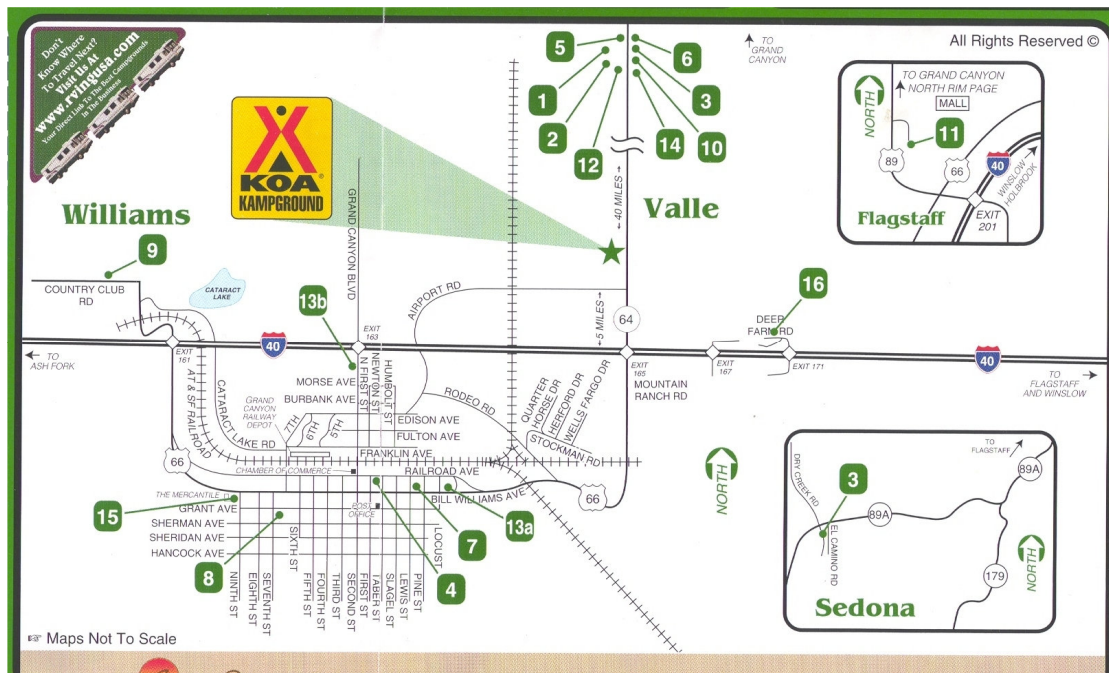 Don't
Know Where
To Travel Next?
Visit Us At
www.rvingusa.com
Your Direct Link To The Best Campgrounds
In The Business
KOA®
KAMPGROUND
Williams
Valle
All Rights Reserved ©
TO
GRAND
CANYON
5
6
1
3
2
14
10
12
← 40 MILES →
← 5 MILES →
64
TO GRAND CANYON
NORTH RIM PAGE
MALL
NORTH
11
89
66
40
WINSLOW
HOLBROOK
EXIT
201
Flagstaff
9
COUNTRY CLUB
RD
CATARACT
LAKE
GRAND CANYON BLVD
AIRPORT RD
13b
16
DEER
FARM RD
EXIT
163
EXIT
161
40
TO
ASH FORK
EXIT
165
EXIT
167
EXIT 171
40
TO
FLAGSTAFF
AND WINSLOW
MOUNTAIN
RANCH RD
AT & SF RAILROAD
CATARACT LAKE RD
MORSE AVE
BURBANK AVE
N FIRST ST
NEWTON ST
HUMBOLT ST
GRAND
CANYON
RAILWAY
DEPOT
7TH
6TH
5TH
EDISON AVE
FULTON AVE
FRANKLIN AVE
RODEO RD
QUARTER
HORSE DR
HERFORD DR
WELLS FARGO DR
STOCKMAN RD
66
CHAMBER OF COMMERCE
RAILROAD AVE
BILL WILLIAMS AVE
66
THE MERCANTILE
POST
OFFICE
15
GRANT AVE
SHERMAN AVE
SHERIDAN AVE
HANCOCK AVE
SIXTH ST
LOCUST
13a
7
8
4
NINTH ST
EIGHTH ST
SEVENTH ST
FIFTH ST
FOURTH ST
THIRD ST
SECOND ST
FIRST ST
TABER ST
SLAGEL ST
LEWIS ST
PINE ST
NORTH
TO
FLAGSTAFF
DRY CREEK RD
3
89A
89A
EL CAMINO RD
179
NORTH
Sedona
☞ Maps Not To Scale